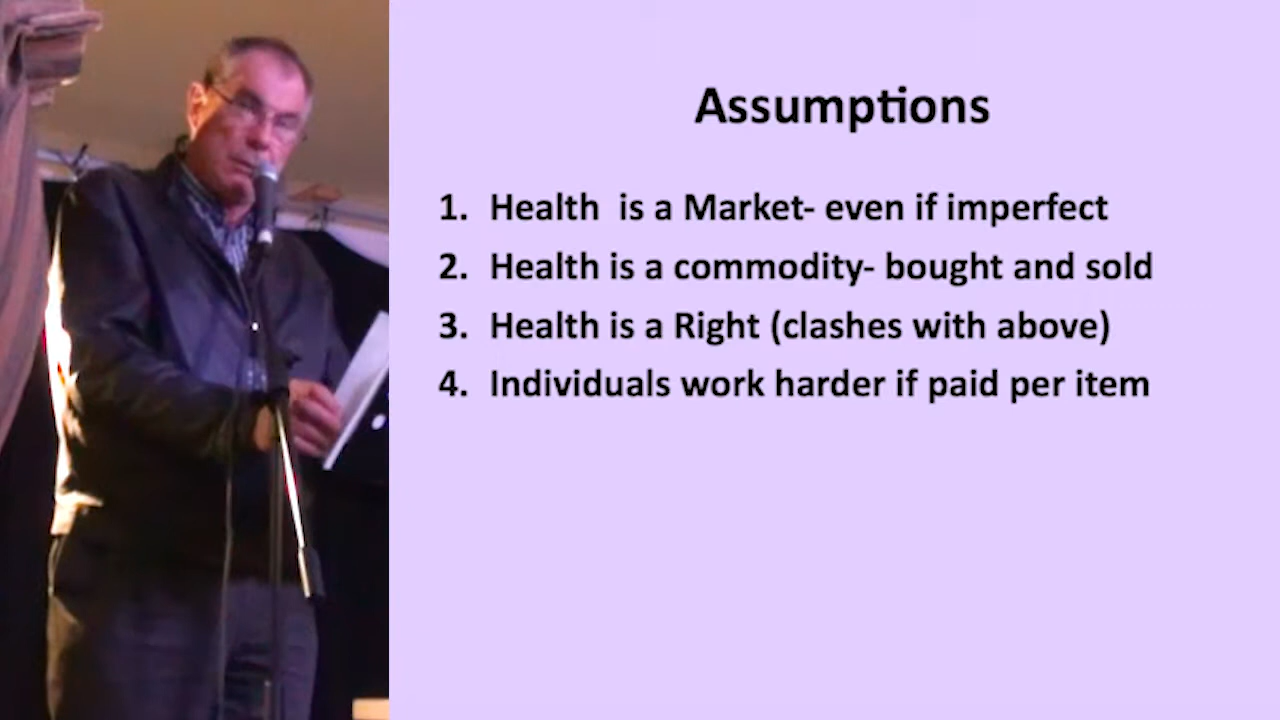 Assumptions
1. Health  is a Market- even if imperfect
2. Health is a commodity- bought and sold
3. Health is a Right (clashes with above)
4. Individuals work harder if paid per item